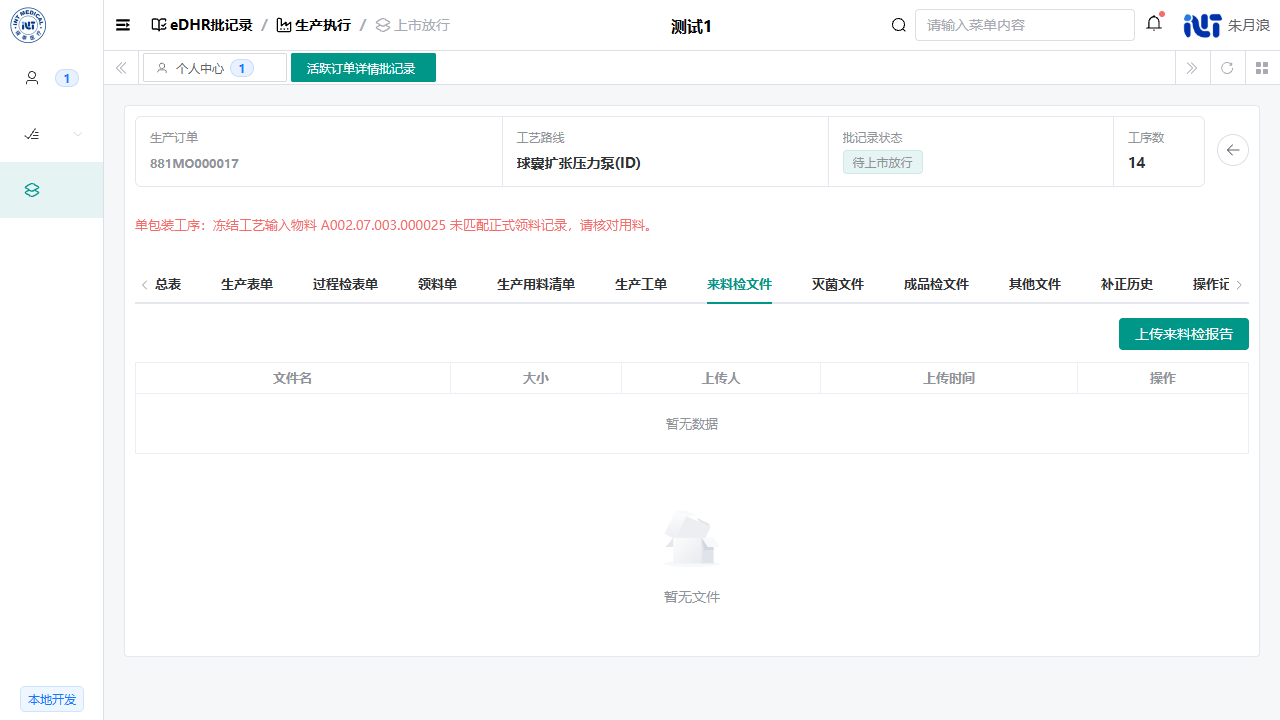 INT MEDICAL
eDHR批记录 / 生产执行 / 上市放行
测试1
请输入菜单内容
朱月浪
1
个人中心 1
活跃订单详情批记录
生产订单
881MO000017
工艺路线
球囊扩张压力泵(ID)
批记录状态
待上市放行
工序数
14
单包装工序：冻结工艺输入物料 A002.07.003.000025 未匹配正式领料记录，请核对用料。
总表 生产表单 过程检表单 领料单 生产用料清单 生产工单 来料检文件 灭菌文件 成品检文件 其他文件 补正历史 操作记
上传来料检报告
文件名 大小 上传人 上传时间 操作
暂无数据
暂无文件
本地开发